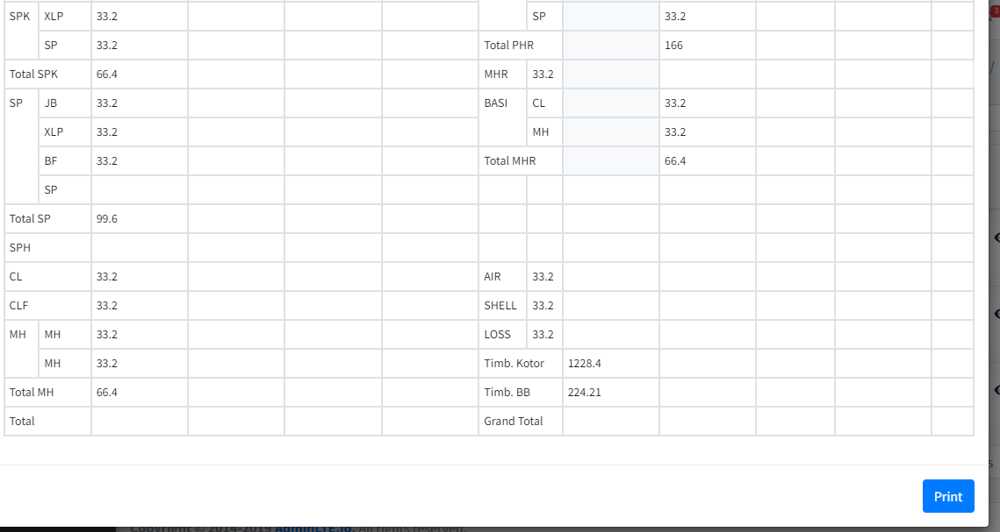 SPK XLP 33.2 SP 33.2
SP 33.2 Total PHR 166
Total SPK 66.4 MHR 33.2
SP JB 33.2 BASI CL 33.2
XLP 33.2 MH 33.2
BF 33.2 Total MHR 66.4
SP
Total SP 99.6
SPH
CL 33.2 AIR 33.2
CLF 33.2 SHELL 33.2
MH MH 33.2 LOSS 33.2
MH 33.2 Timb. Kotor 1228.4
Total MH 66.4 Timb. BB 224.21
Total Grand Total
Print
Copyright © 2014-2019 AdminLTE.io. All rights reserved.